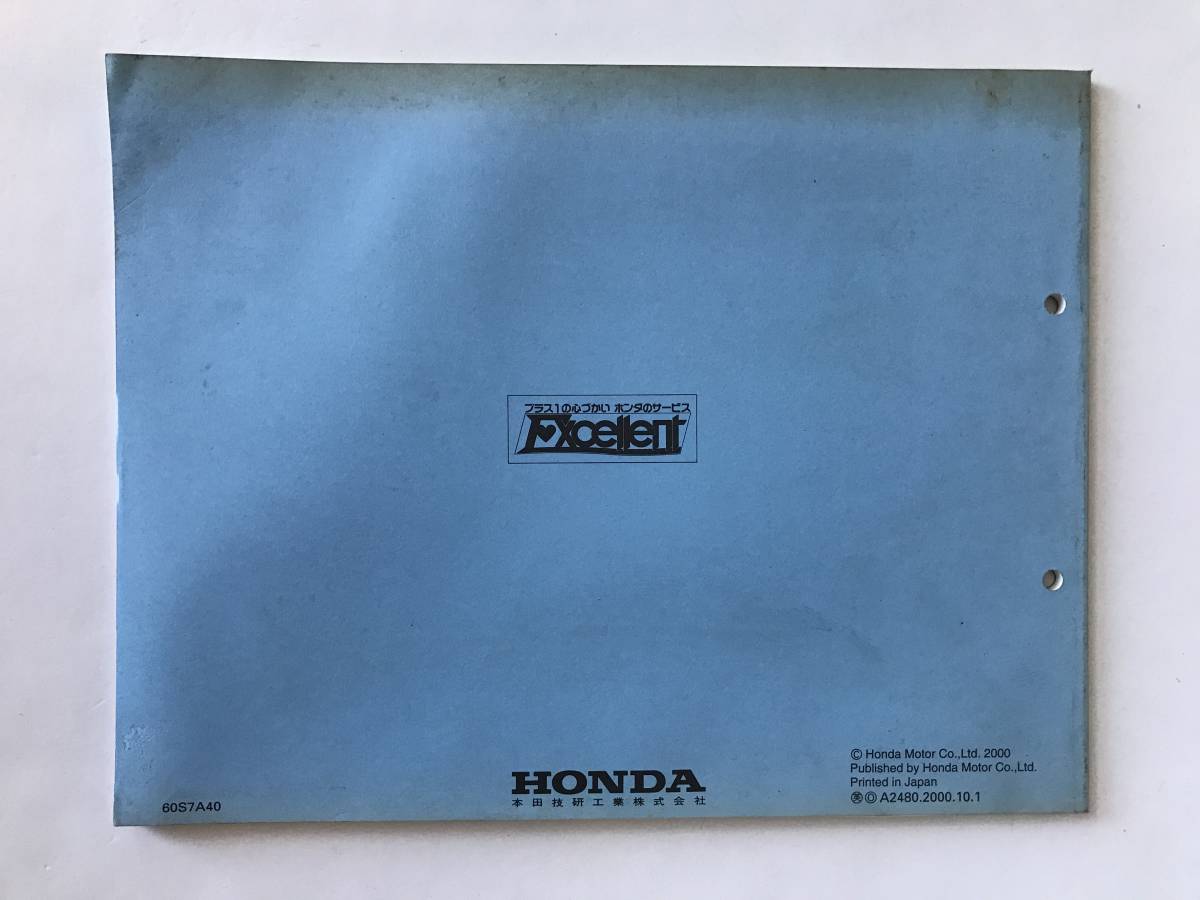 プラス1の心づかい ホンダのサービス
Excellent
© Honda Motor Co.,Ltd. 2000
Published by Honda Motor Co.,Ltd.
Printed in Japan
A2480.2000.10.1
HONDA
本田技研工業株式会社
60S7A40